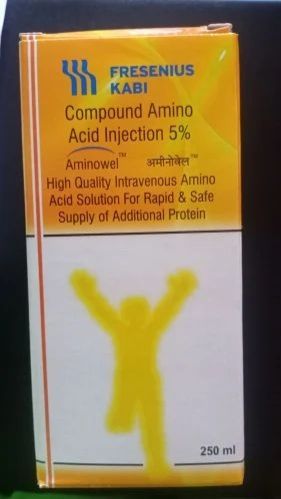 FRESENIUS
KABI
Compound Amino
Acid Injection 5%
Aminowel™ अमीनोवेल™
High Quality Intravenous Amino
Acid Solution For Rapid & Safe
Supply of Additional Protein
250 ml